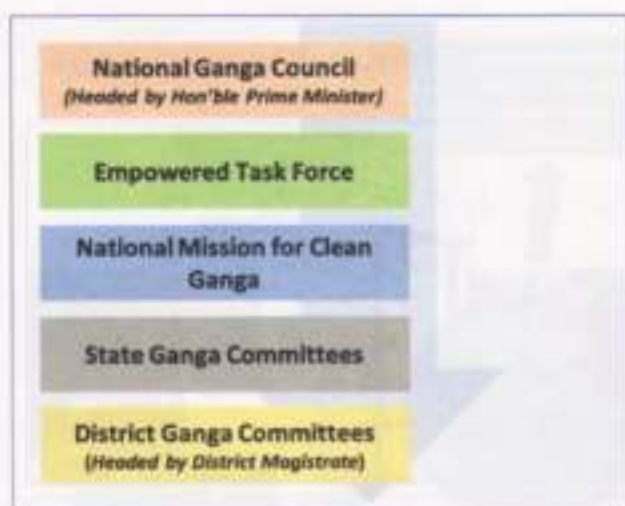 National Ganga Council
(Headed by Hon'ble Prime Minister)
Empowered Task Force
National Mission for Clean
Ganga
State Ganga Committees
District Ganga Committees
(Headed by District Magistrate)